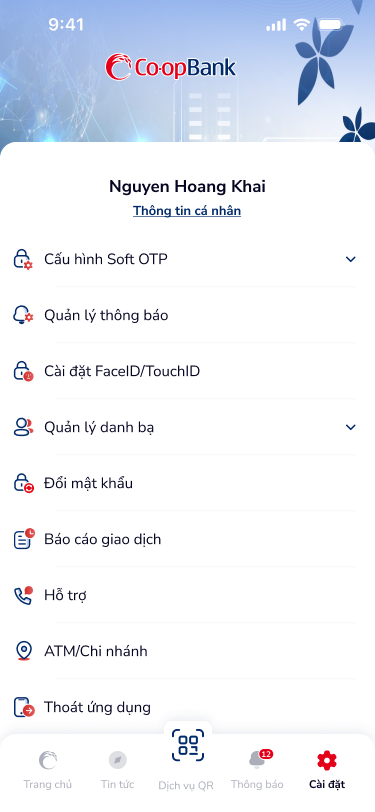 9:41
Co-opBank
Nguyen Hoang Khai
Thông tin cá nhân
Cấu hình Soft OTP
Quản lý thông báo
Cài đặt FaceID/TouchID
Quản lý danh bạ
Đổi mật khẩu
Báo cáo giao dịch
Hỗ trợ
ATM/Chi nhánh
Thoát ứng dụng
12
Trang chủ
Tin tức
Dịch vụ QR
Thông báo
Cài đặt